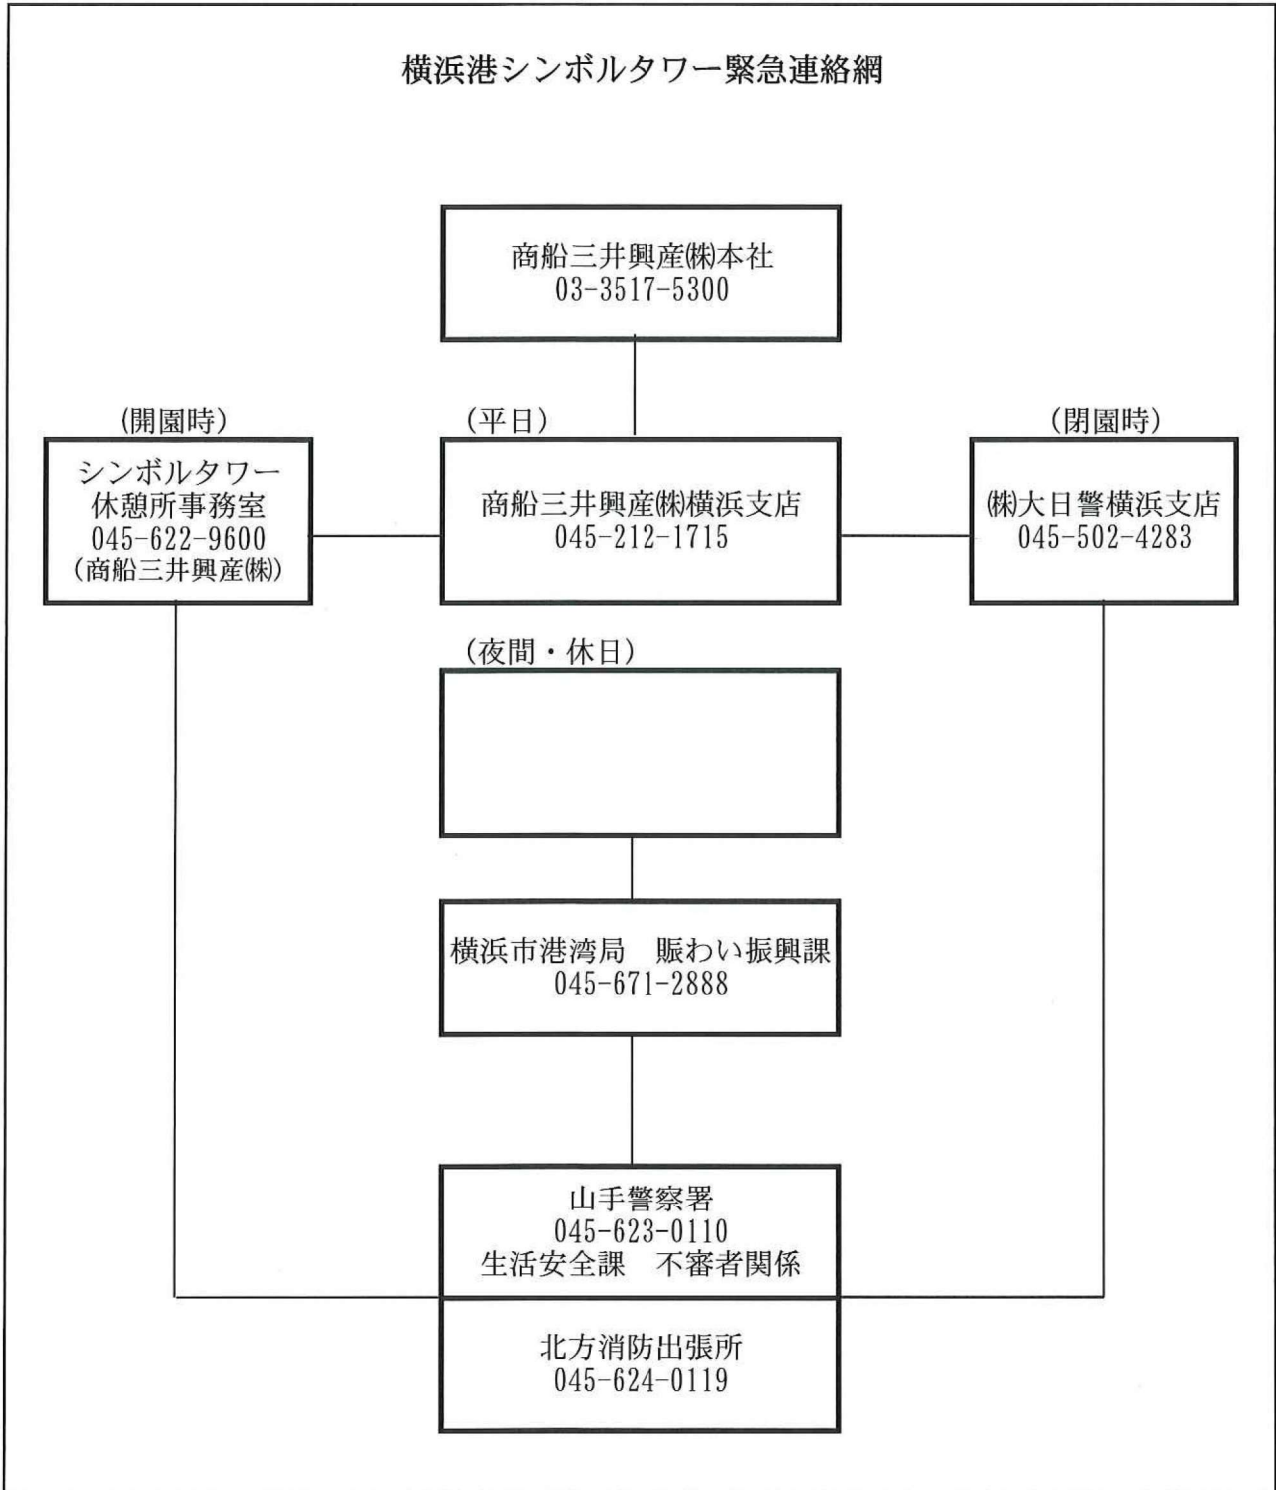 横浜港シンボルタワー緊急連絡網
商船三井興産㈱本社
03-3517-5300
(開園時)
シンボルタワー
休憩所事務室
045-622-9600
(商船三井興産㈱)
(平日)
商船三井興産㈱横浜支店
045-212-1715
(閉園時)
㈱大日警横浜支店
045-502-4283
(夜間・休日)
横浜市港湾局　賑わい振興課
045-671-2888
山手警察署
045-623-0110
生活安全課　不審者関係
北方消防出張所
045-624-0119